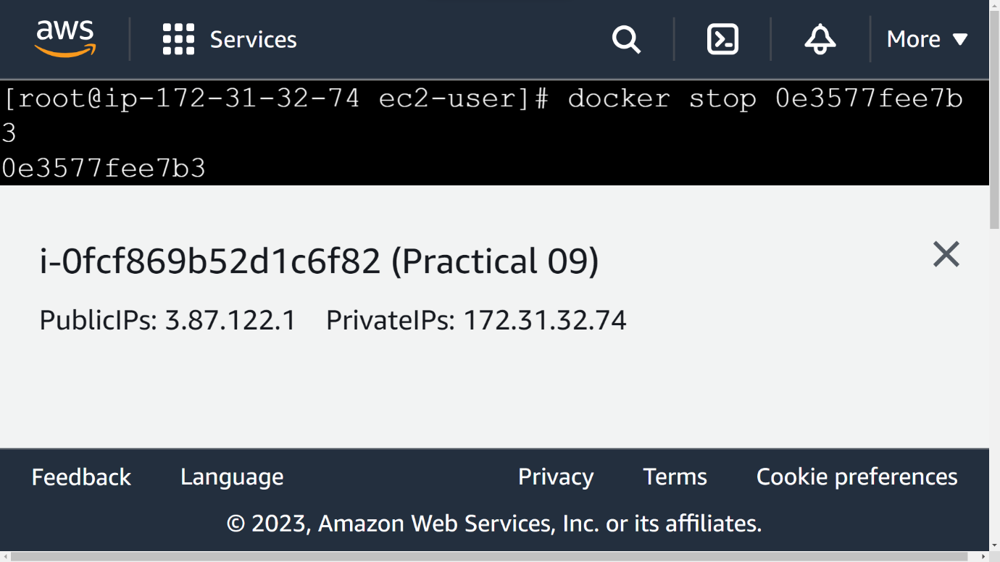 aws Services More
[root@ip-172-31-32-74 ec2-user]# docker stop 0e3577fee7b
3
0e3577fee7b3
i-0fcf869b52d1c6f82 (Practical 09)
PublicIPs: 3.87.122.1 PrivateIPs: 172.31.32.74
Feedback Language Privacy Terms Cookie preferences
© 2023, Amazon Web Services, Inc. or its affiliates.